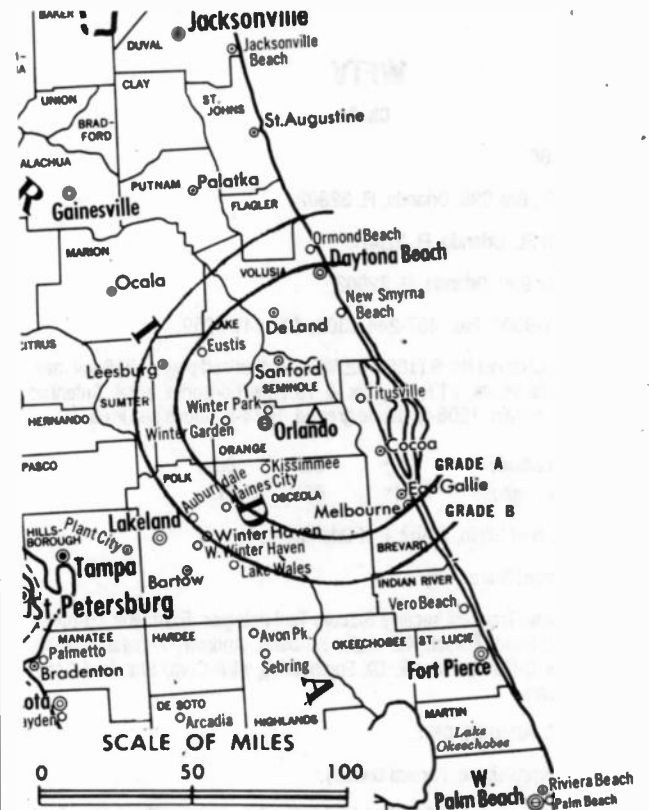 BAKER
Jacksonville
DUVAL
Jacksonville
Beach
CLAY
UNION
ST.
JOHNS
BRAD-
FORD
St. Augustine
ALACHUA
PUTNAM
Palatka
Gainesville
FLAGLER
MARION
Ormond Beach
Daytona Beach
VOLUSIA
Ocala
New Smyrna
Beach
DeLand
LAKE
Eustis
CITRUS
Leesburg
Sanford
SEMINOLE
SUMTER
Titusville
Winter Park
HERNANDO
Winter Garden
Orlando
ORANGE
Cocoa
PASCO
Kissimmee
GRADE A
POLK
Auburndale
Haines City
OSCEOLA
Eau Gallie
Melbourne
GRADE B
Lakeland
HILLS-
BOROUGH
Plant City
Winter Haven
W. Winter Haven
BREVARD
Tampa
Lake Wales
Bartow
INDIAN RIVER
St. Petersburg
Vero Beach
MANATEE
HARDEE
Avon Pk.
OKEECHOBEE
ST. LUCIE
Palmetto
Sebring
Bradenton
Fort Pierce
F L O R I D A
DE SOTO
Arcadia
HIGHLANDS
MARTIN
Lake
Okeechobee
SCALE OF MILES
0 50 100
W.
Palm Beach
Riviera Beach
Palm Beach